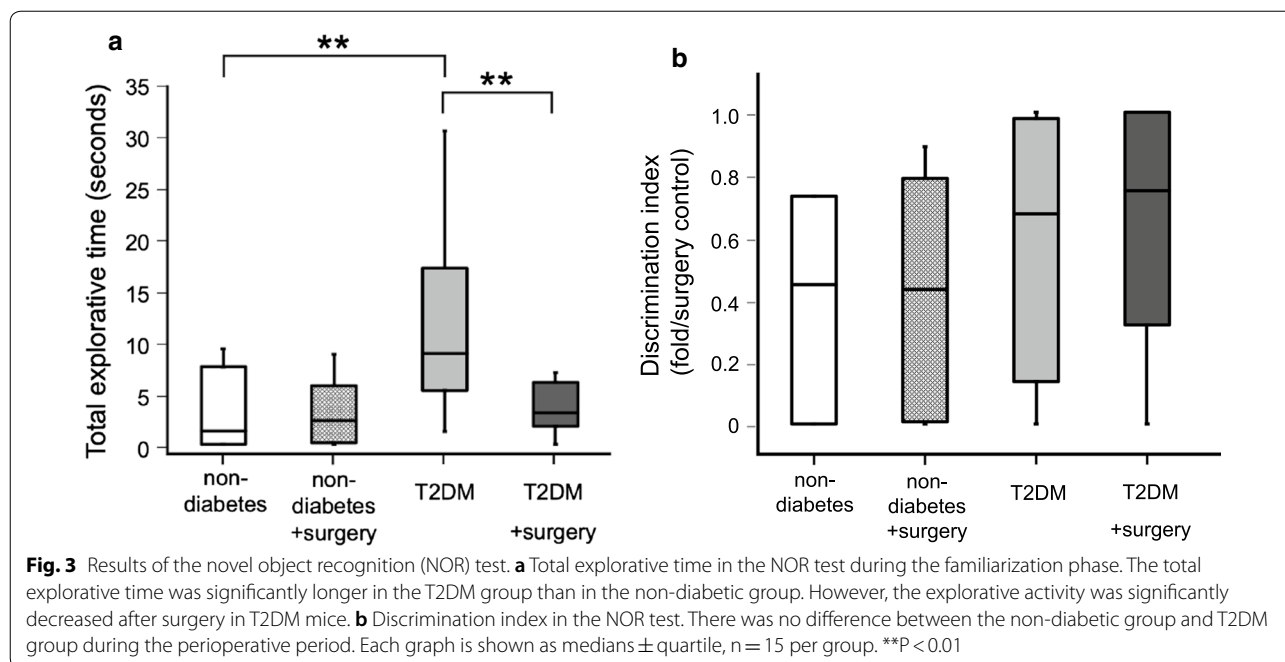 a
**
**
Total explorative time (seconds)
35
30
25
20
15
10
5
0
non-
diabetes
non-
diabetes
+surgery
T2DM
T2DM
+surgery
b
Discrimination index
(fold/surgery control)
1.0
0.8
0.6
0.4
0.2
0
non-
diabetes
non-
diabetes
+surgery
T2DM
T2DM
+surgery
Fig. 3 Results of the novel object recognition (NOR) test. a Total explorative time in the NOR test during the familiarization phase. The total
explorative time was significantly longer in the T2DM group than in the non-diabetic group. However, the explorative activity was significantly
decreased after surgery in T2DM mice. b Discrimination index in the NOR test. There was no difference between the non-diabetic group and T2DM
group during the perioperative period. Each graph is shown as medians ± quartile, n = 15 per group. **P < 0.01